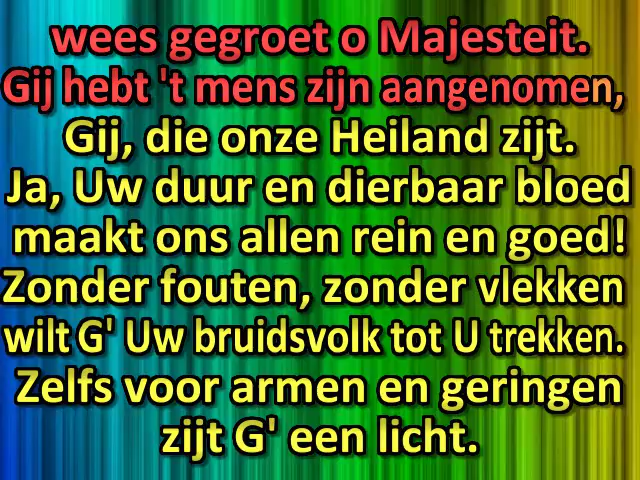 wees gegroet o Majesteit.
Gij hebt 't mens zijn aangenomen,
Gij, die onze Heiland zijt.
Ja, Uw duur en dierbaar bloed
maakt ons allen rein en goed!
Zonder fouten, zonder vlekken
wilt G' Uw bruidsvolk tot U trekken.
Zelfs voor armen en geringen
zijt G' een licht.